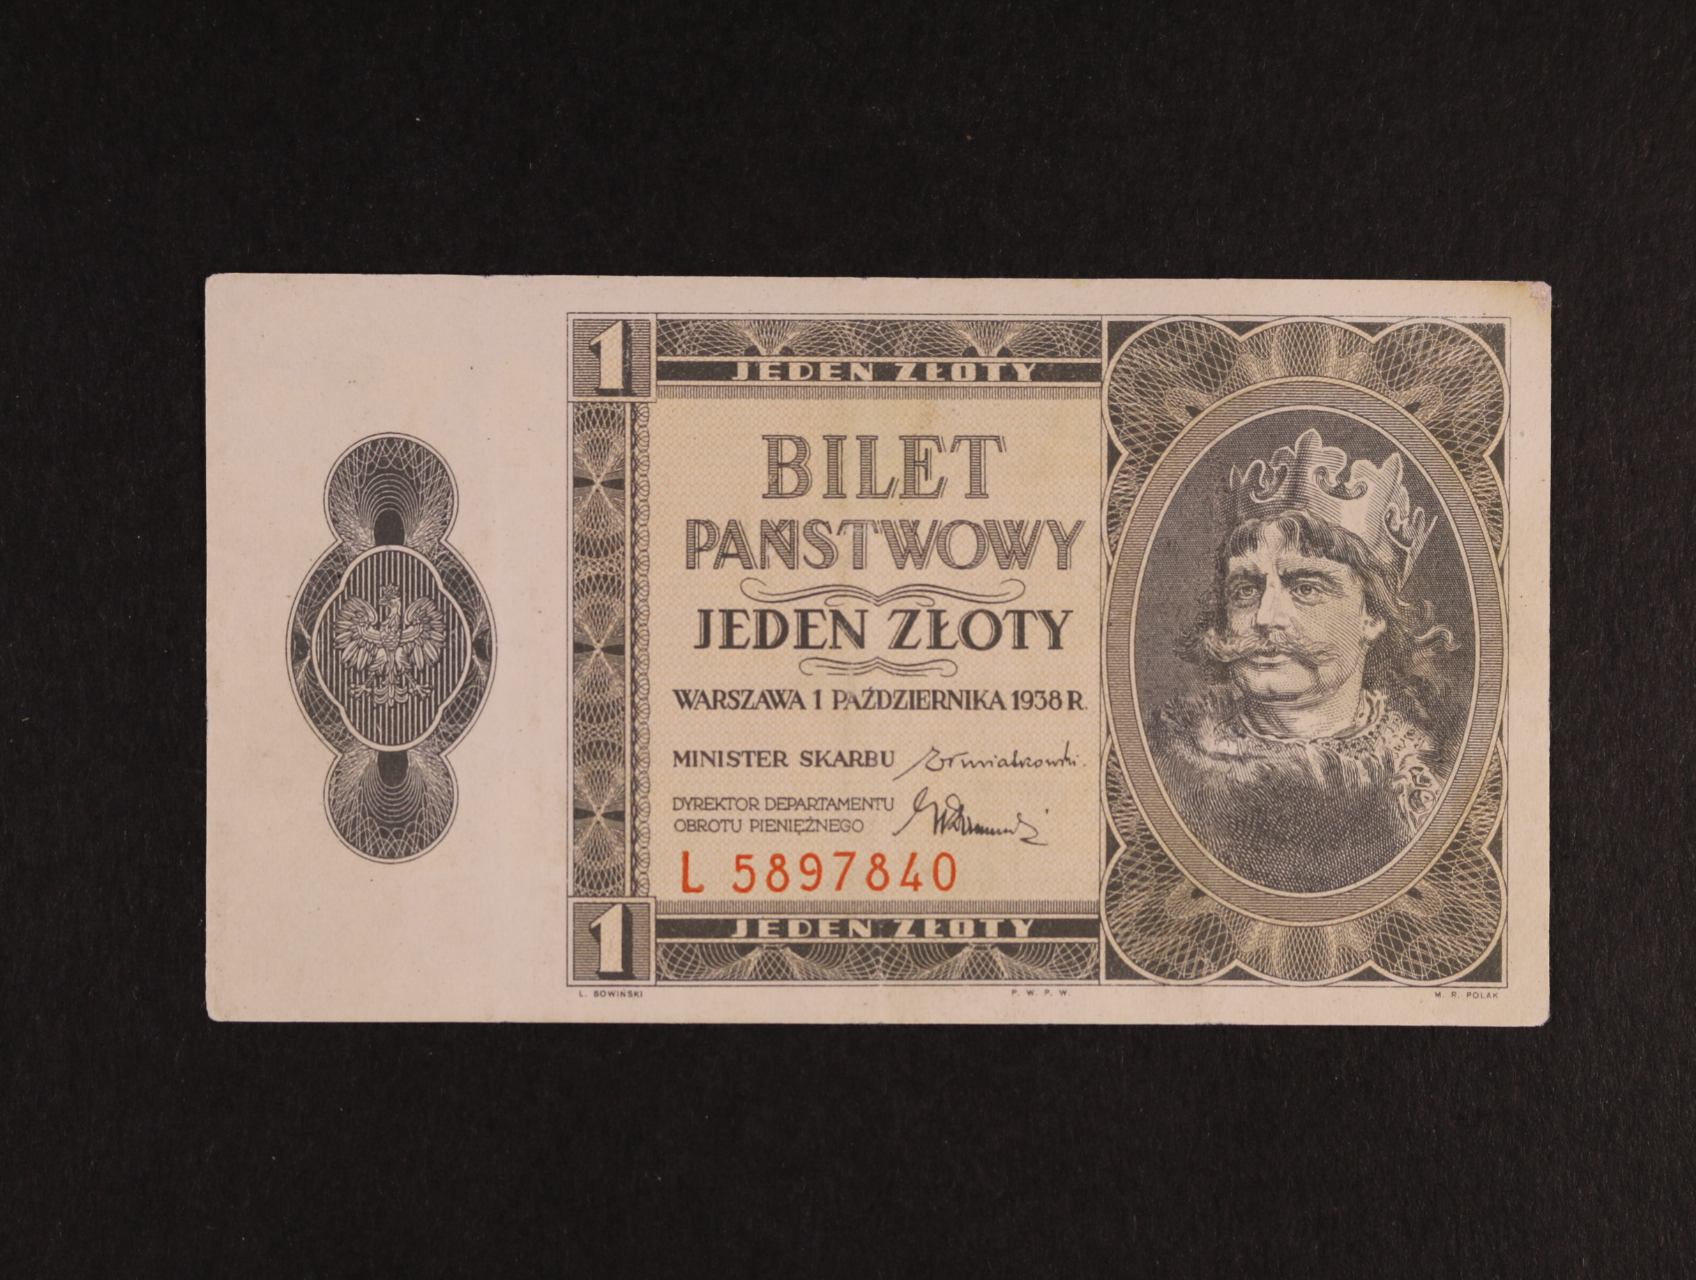 1
JEDEN ZŁOTY
BILET
PAŃSTWOWY
JEDEN ZŁOTY
WARSZAWA 1 PAŹDZIERNIKA 1938 R.
MINISTER SKARBU
DYREKTOR DEPARTAMENTU
OBROTU PIENIĘŻNEGO
L 5897840
1
JEDEN ZŁOTY
L. SOWIŃSKI
P. W. P. W.
M. R. POLAK